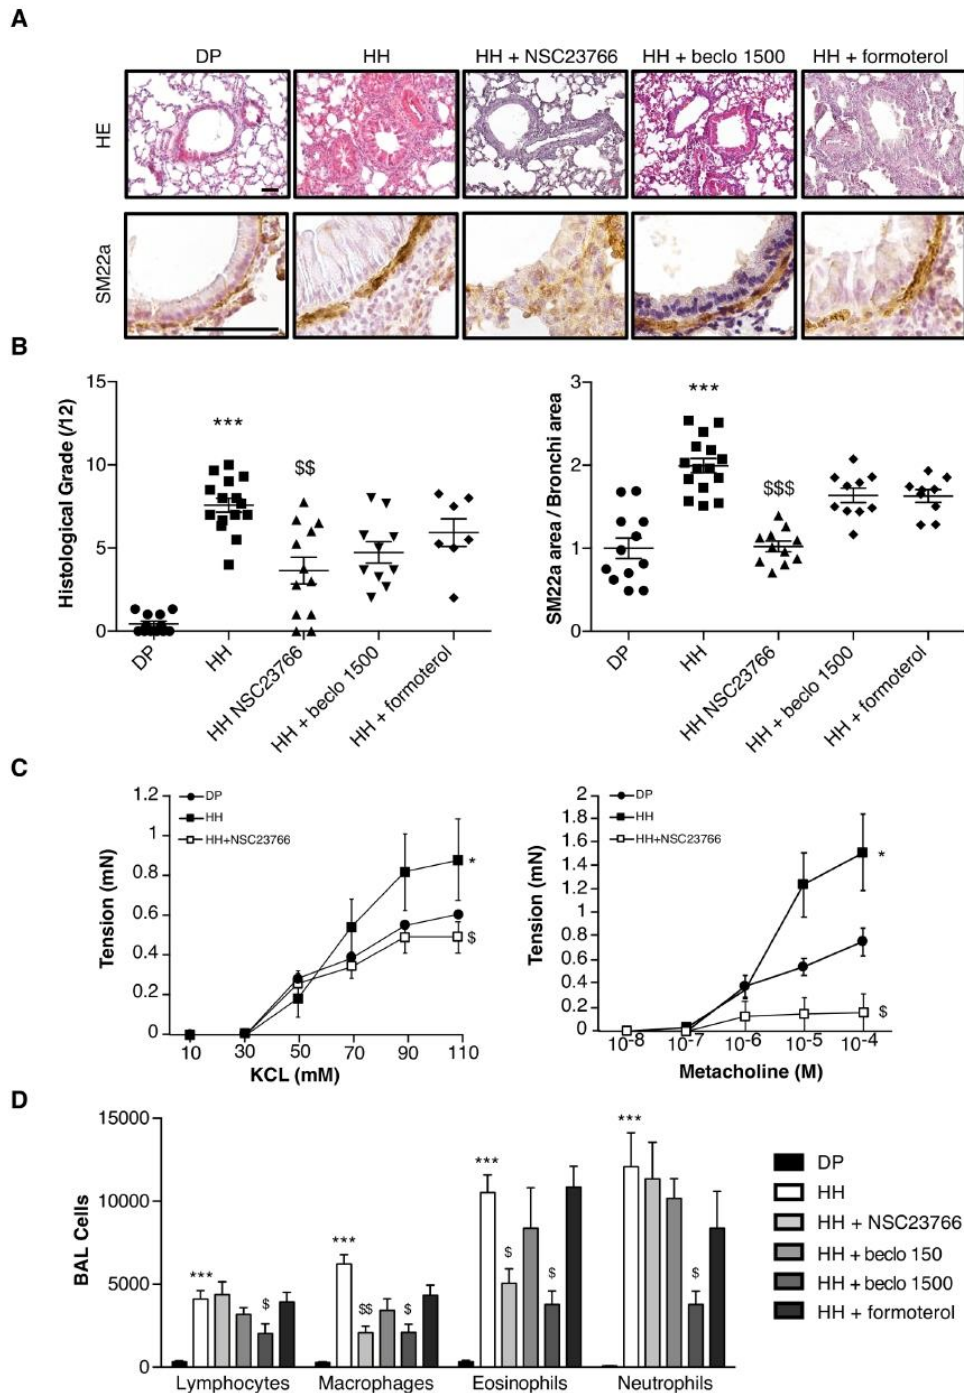 A
DP HH HH + NSC23766 HH + beclo 1500 HH + formoterol
HE
SM22a
B
Histological Grade (/12)
15
10
5
0
***
$$
DP HH HH NSC23766 HH + beclo 1500 HH + formoterol
SM22a area / Bronchi area
3
2
1
0
***
$$$
DP HH HH NSC23766 HH + beclo 1500 HH + formoterol
C
Tension (mN)
1.2
1
0.8
0.6
0.4
0.2
0
DP
HH
HH+NSC23766
*
$
10 30 50 70 90 110
KCL (mM)
Tension (mN)
2
1.8
1.6
1.4
1.2
1
0.8
0.6
0.4
0.2
0
DP
HH
HH+NSC23766
*
$
10-8 10-7 10-6 10-5 10-4
Metacholine (M)
D
BAL Cells
15000
10000
5000
0
*** $
*** $$ $
*** $ $
*** $
Lymphocytes Macrophages Eosinophils Neutrophils
DP
HH
HH + NSC23766
HH + beclo 150
HH + beclo 1500
HH + formoterol